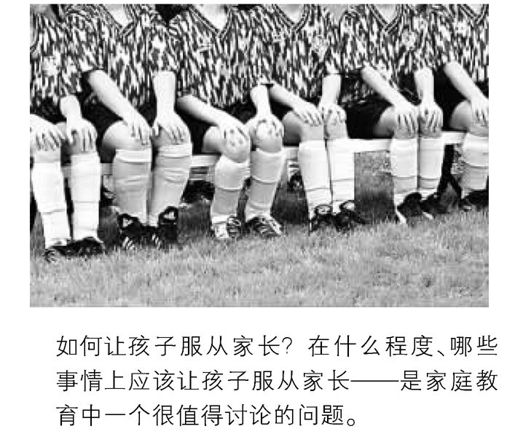 如何让孩子服从家长？在什么程度、哪些
事情上应该让孩子服从家长——是家庭教
育中一个很值得讨论的问题。